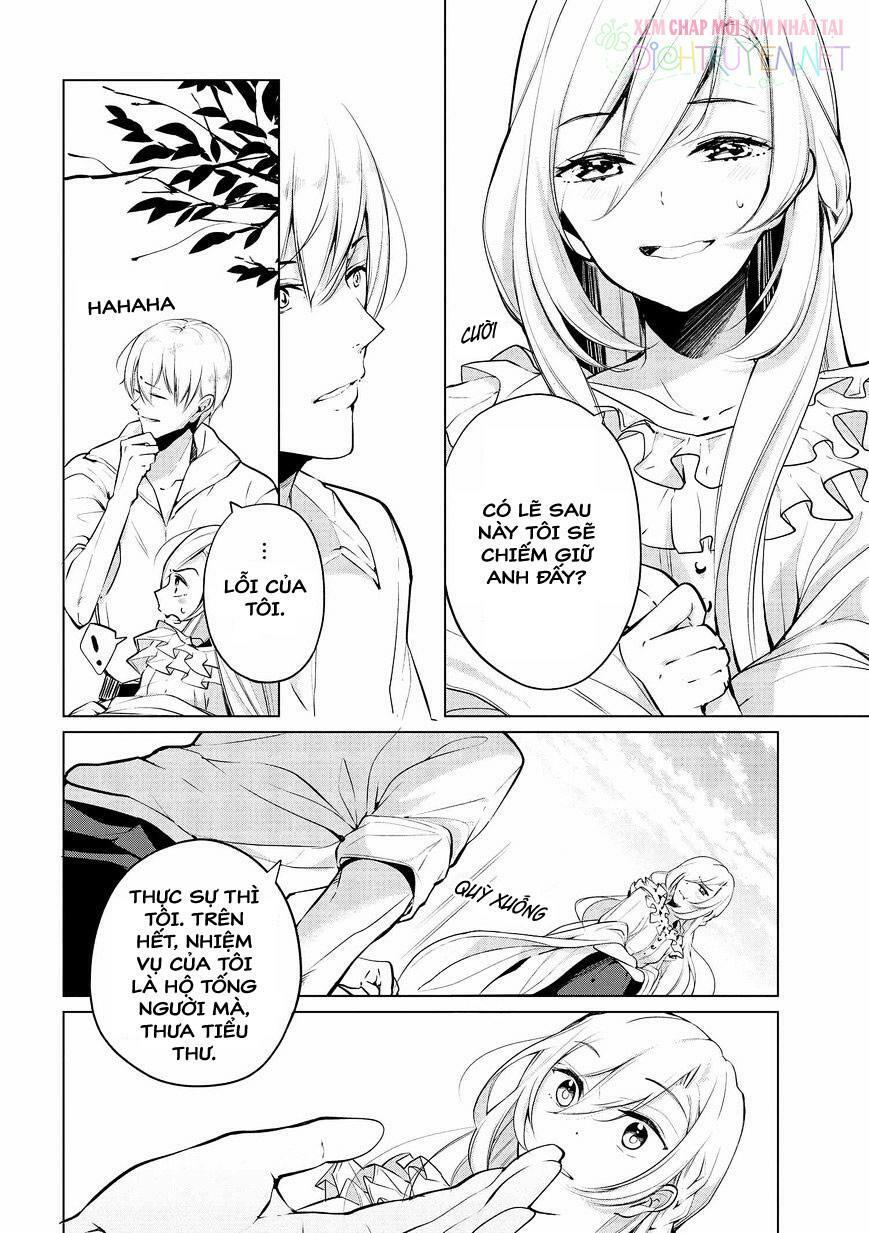 XEM CHAP MỚI SỚM NHẤT TẠI
DICHTRUYEN.NET
CƯỜI
CÓ LẼ SAU
NÀY TÔI SẼ
CHIẾM GIỮ
ANH ĐẤY?
HAHAHA
...
LỖI CỦA
TÔI.
!
QUỲ XUỐNG
THỰC SỰ THÌ
TÔI. TRÊN
HẾT, NHIỆM
VỤ CỦA TÔI
LÀ HỘ TỐNG
NGƯỜI MÀ,
THƯA TIỂU
THƯ.